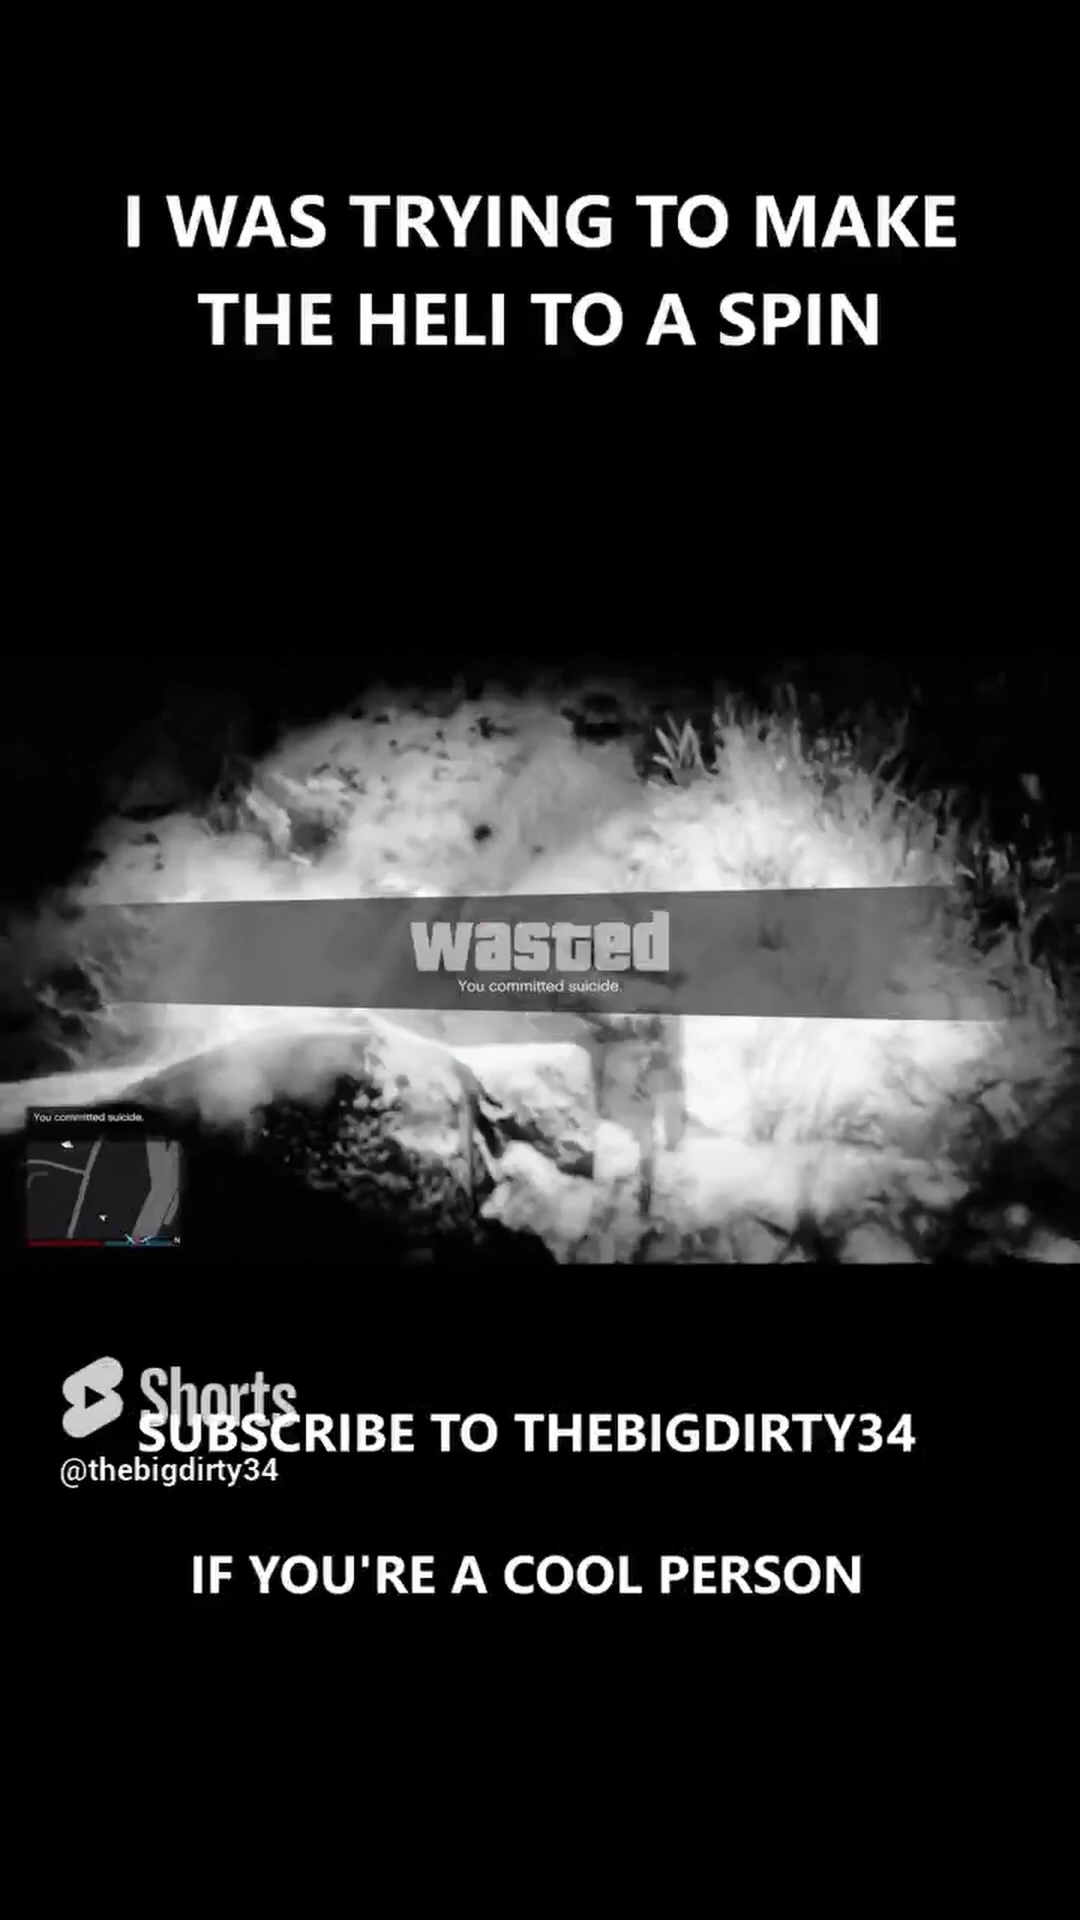 I WAS TRYING TO MAKE
THE HELI TO A SPIN
wasted
You committed suicide.
You committed suicide.
N
Shorts
SUBSCRIBE TO THEBIGDIRTY34
@thebigdirty34
IF YOU'RE A COOL PERSON